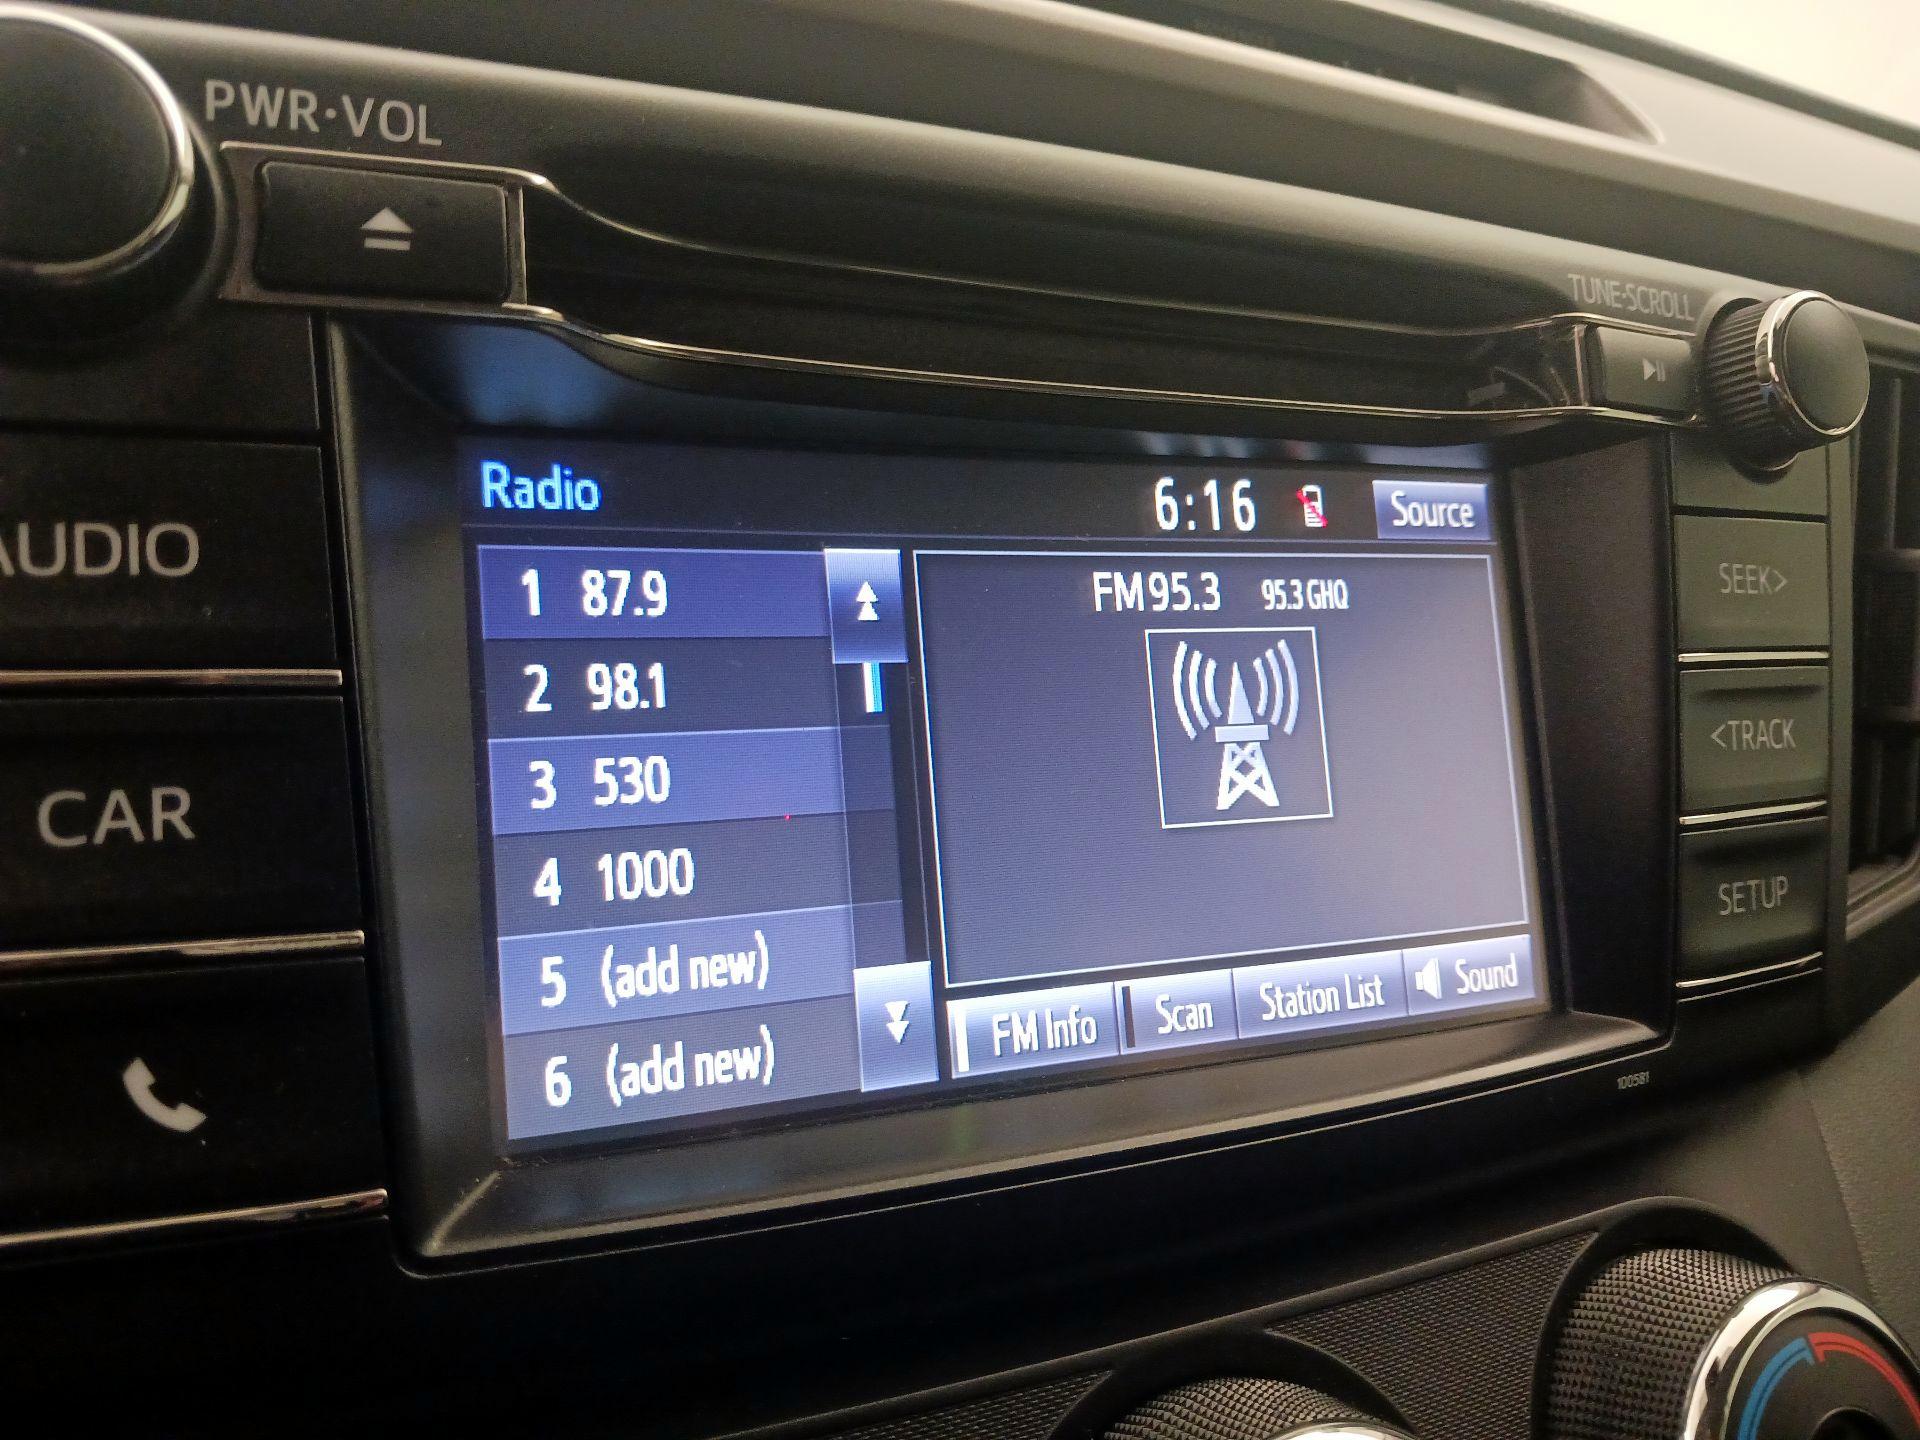 PWR·VOL
TUNE·SCROLL
AUDIO
CAR
Radio
6:16
Source
1 87.9
2 98.1
3 530
4 1000
5 (add new)
6 (add new)
FM95.3 95.3 GHQ
FM Info
Scan
Station List
Sound
SEEK>
<TRACK
SETUP
100581